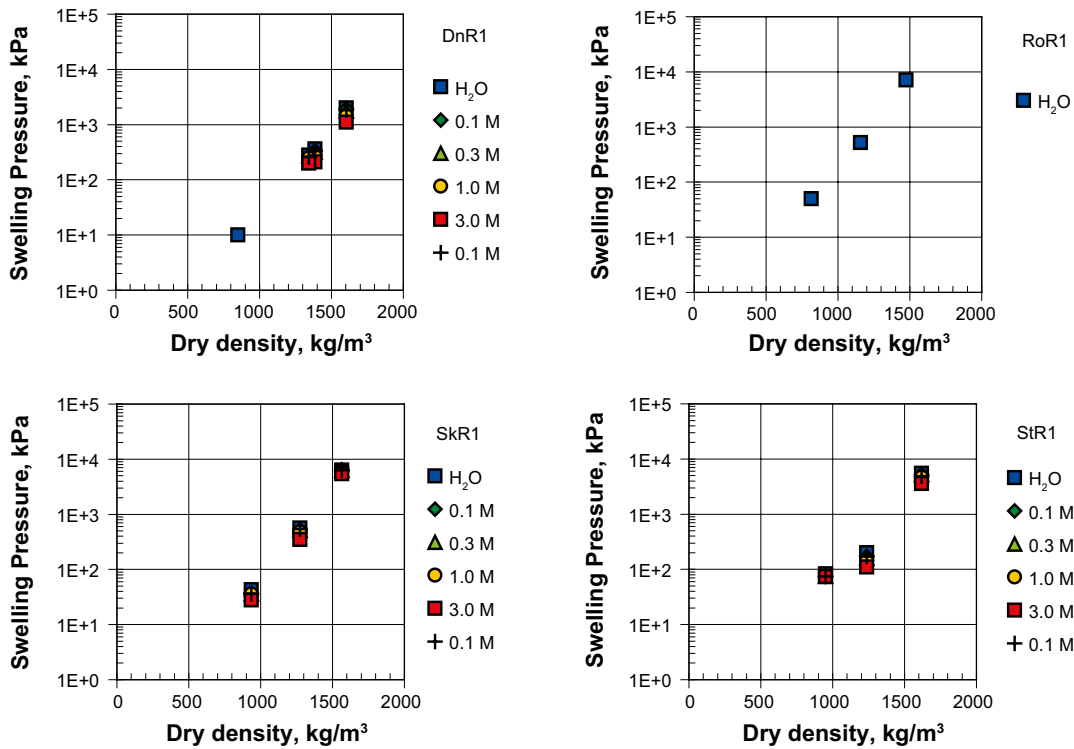 Swelling Pressure, kPa
1E+5
1E+4
1E+3
1E+2
1E+1
1E+0
0 500 1000 1500 2000
Dry density, kg/m³
DnR1
H₂O
0.1 M
0.3 M
1.0 M
3.0 M
0.1 M
Swelling Pressure, kPa
1E+5
1E+4
1E+3
1E+2
1E+1
1E+0
0 500 1000 1500 2000
Dry density, kg/m³
RoR1
H₂O
Swelling Pressure, kPa
1E+5
1E+4
1E+3
1E+2
1E+1
1E+0
0 500 1000 1500 2000
Dry density, kg/m³
SkR1
H₂O
0.1 M
0.3 M
1.0 M
3.0 M
0.1 M
Swelling Pressure, kPa
1E+5
1E+4
1E+3
1E+2
1E+1
1E+0
0 500 1000 1500 2000
Dry density, kg/m³
StR1
H₂O
0.1 M
0.3 M
1.0 M
3.0 M
0.1 M